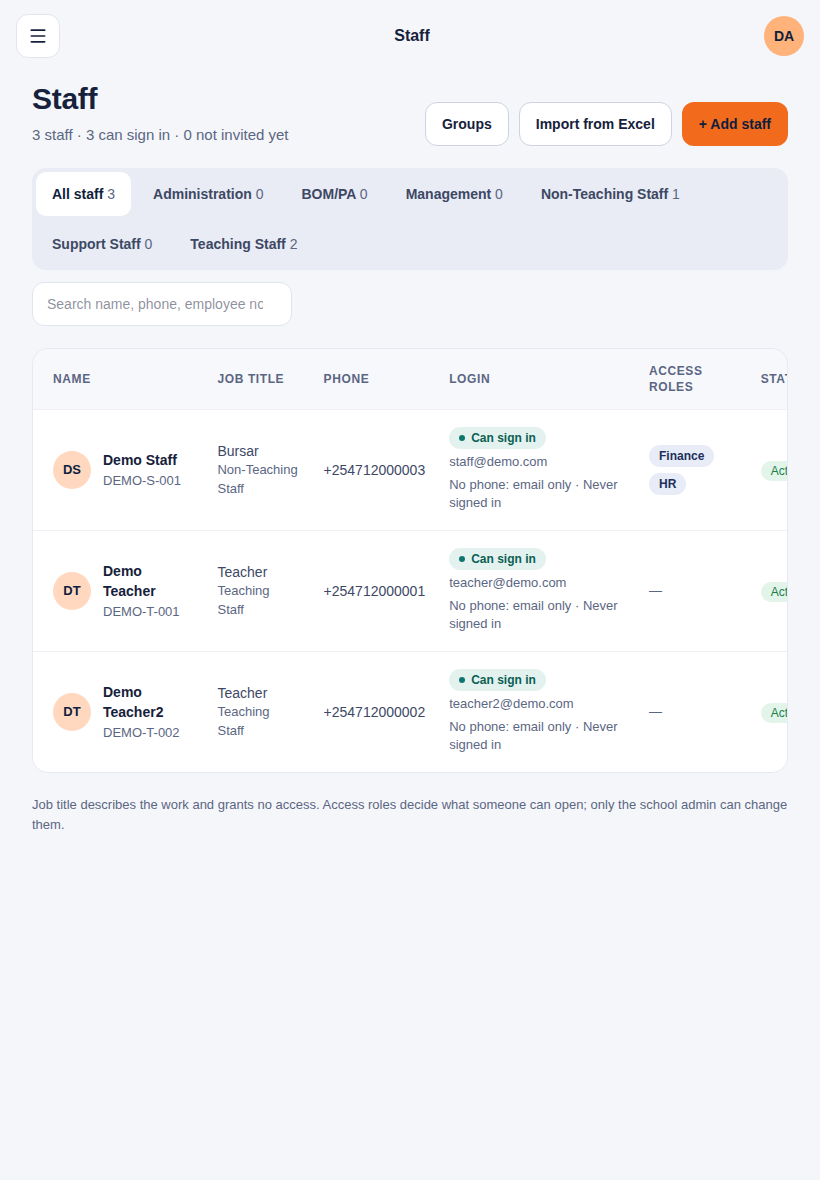 Staff
DA
Staff
3 staff · 3 can sign in · 0 not invited yet
Groups
Import from Excel
+ Add staff
All staff 3
Administration 0
BOM/PA 0
Management 0
Non-Teaching Staff 1
Support Staff 0
Teaching Staff 2
Search name, phone, employee no
NAME
JOB TITLE
PHONE
LOGIN
ACCESS
ROLES
DS
Demo Staff
DEMO-S-001
Bursar
Non-Teaching
Staff
+254712000003
Can sign in
staff@demo.com
No phone: email only · Never
signed in
Finance
HR
DT
Demo
Teacher
DEMO-T-001
Teacher
Teaching
Staff
+254712000001
Can sign in
teacher@demo.com
No phone: email only · Never
signed in
—
DT
Demo
Teacher2
DEMO-T-002
Teacher
Teaching
Staff
+254712000002
Can sign in
teacher2@demo.com
No phone: email only · Never
signed in
—
Job title describes the work and grants no access. Access roles decide what someone can open; only the school admin can change
them.